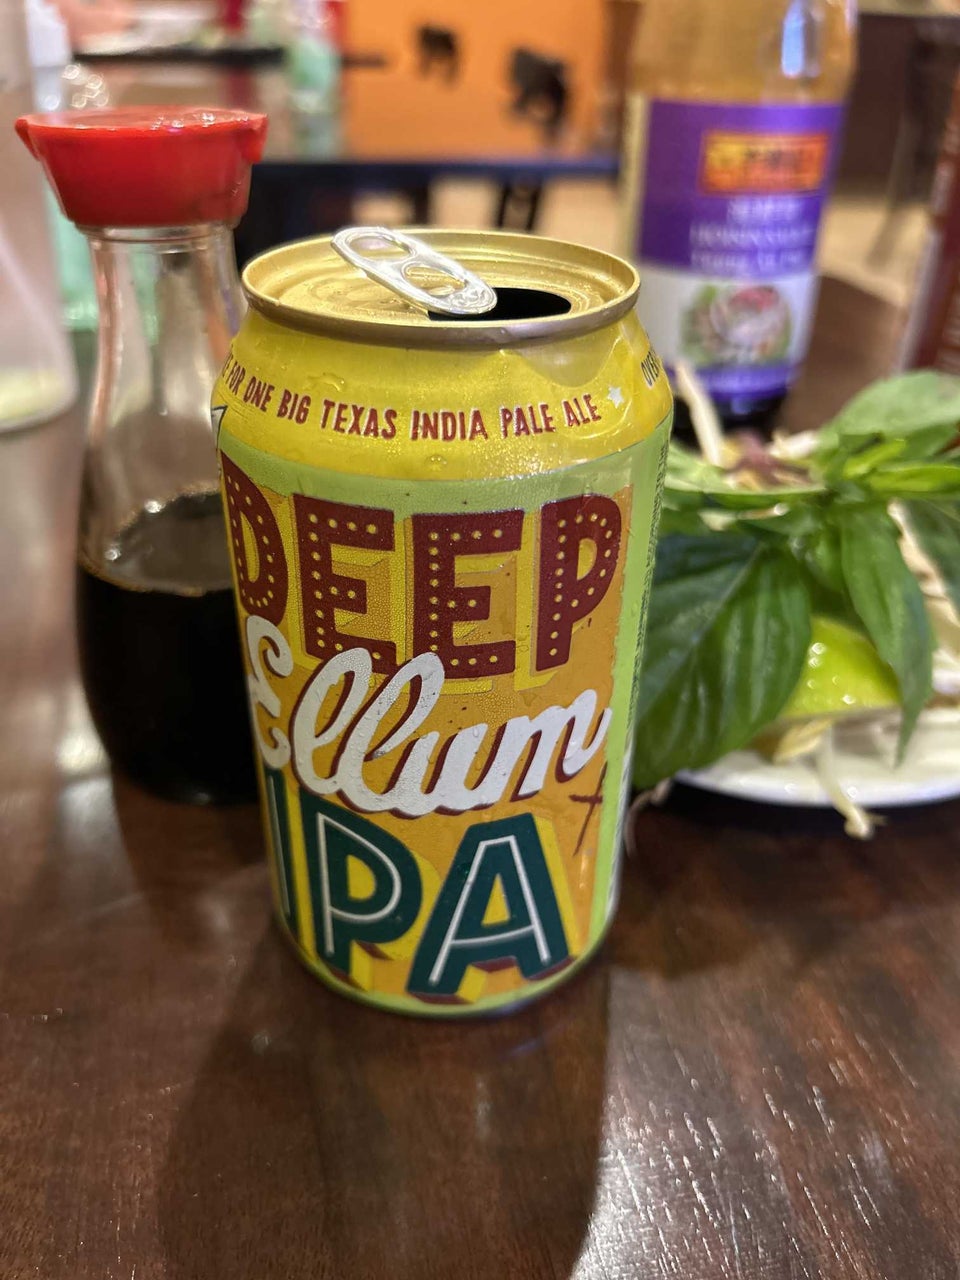 FOR ONE BIG TEXAS INDIA PALE ALE
DEEP
Ellum
IPA